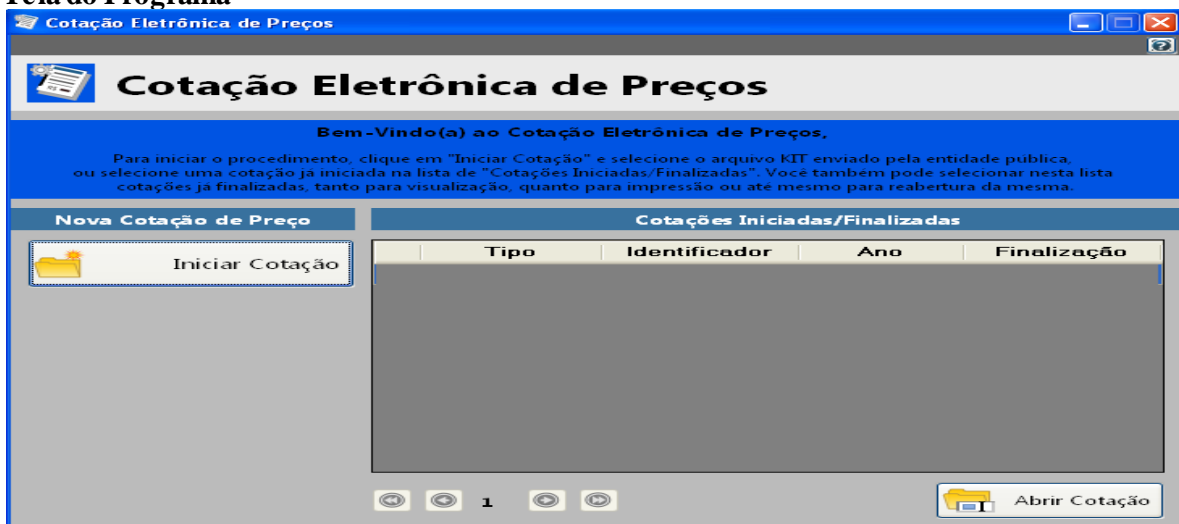 Tela do Programa
Cotação Eletrônica de Preços
Cotação Eletrônica de Preços
Bem-Vindo(a) ao Cotação Eletrônica de Preços,
Para iniciar o procedimento, clique em "Iniciar Cotação" e selecione o arquivo KIT enviado pela entidade publica,
ou selecione uma cotação já iniciada na lista de "Cotações Iniciadas/Finalizadas". Você também pode selecionar nesta lista
cotações já finalizadas, tanto para visualização, quanto para impressão ou até mesmo para reabertura da mesma.
Nova Cotação de Preço
Cotações Iniciadas/Finalizadas
Iniciar Cotação
Tipo Identificador Ano Finalização
1
Abrir Cotação